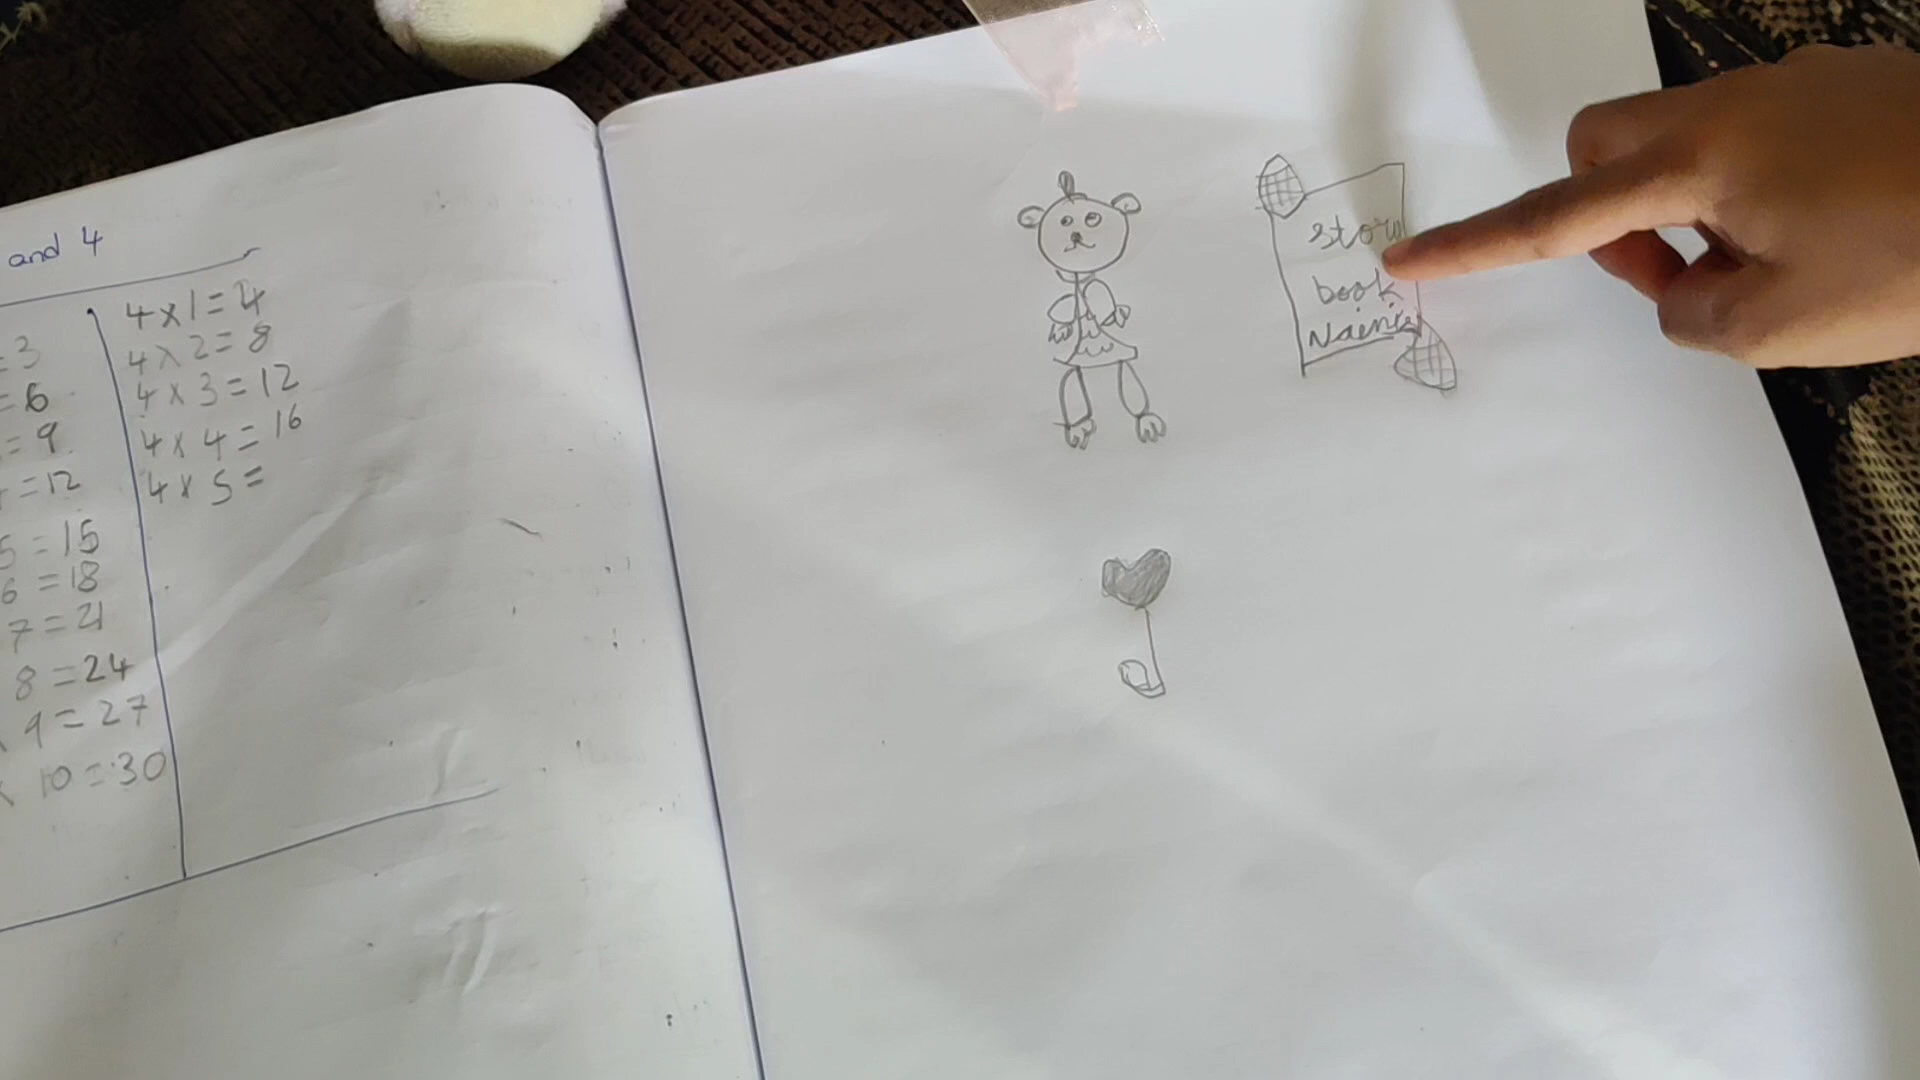 and 4
=3
=6
=9
=12
5=15
6=18
7=21
8=24
9=27
x 10=30
4x1=4
4x2=8
4x3=12
4x4=16
4x5=
story
book